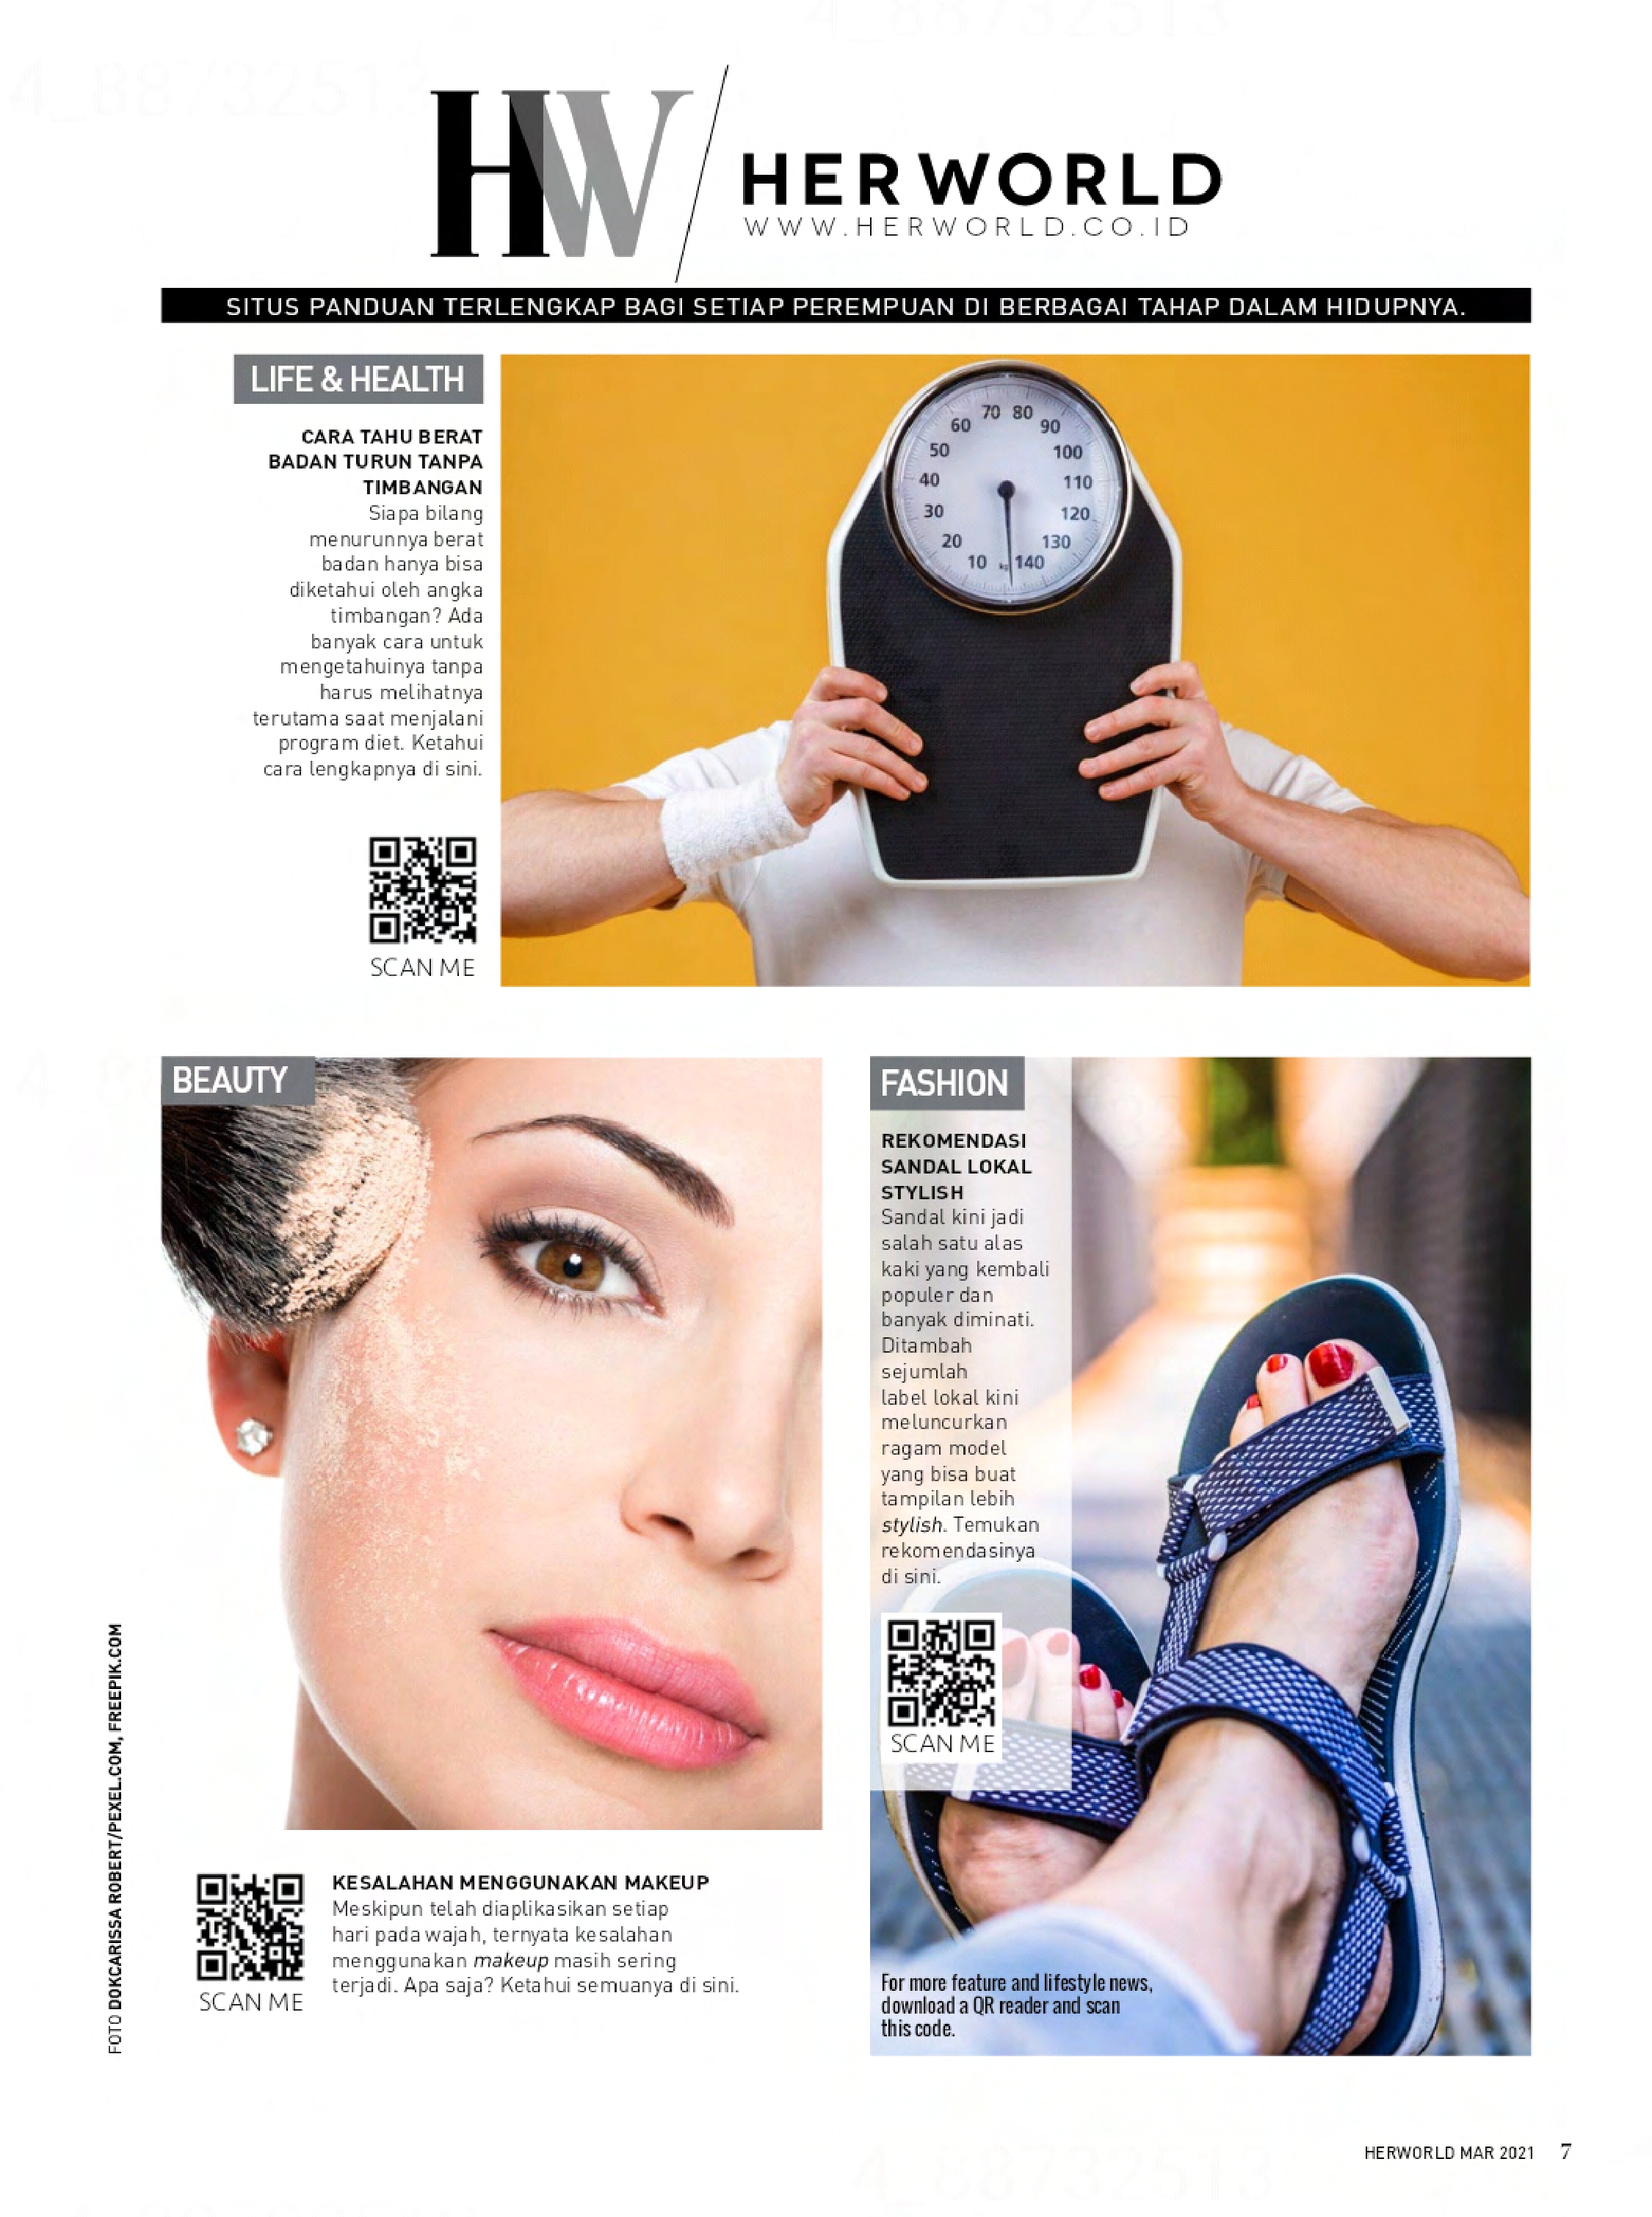 HW
HERWORLD
WWW.HERWORLD.CO.ID
SITUS PANDUAN TERLENGKAP BAGI SETIAP PEREMPUAN DI BERBAGAI TAHAP DALAM HIDUPNYA.
LIFE & HEALTH
CARA TAHU BERAT
BADAN TURUN TANPA
TIMBANGAN
Siapa bilang
menurunnya berat
badan hanya bisa
diketahui oleh angka
timbangan? Ada
banyak cara untuk
mengetahuinya tanpa
harus melihatnya
terutama saat menjalani
program diet. Ketahui
cara lengkapnya di sini.
SCAN ME
10 20 30 40 50 60 70 80 90 100 110 120 130 140
kg
BEAUTY
KESALAHAN MENGGUNAKAN MAKEUP
Meskipun telah diaplikasikan setiap
hari pada wajah, ternyata kesalahan
menggunakan makeup masih sering
terjadi. Apa saja? Ketahui semuanya di sini.
SCAN ME
FASHION
REKOMENDASI
SANDAL LOKAL
STYLISH
Sandal kini jadi
salah satu alas
kaki yang kembali
populer dan
banyak diminati.
Ditambah
sejumlah
label lokal kini
meluncurkan
ragam model
yang bisa buat
tampilan lebih
stylish. Temukan
rekomendasinya
di sini.
SCAN ME
For more feature and lifestyle news,
download a QR reader and scan
this code.
FOTO DOKCARISSA ROBERT/PEXEL.COM, FREEPIK.COM
HERWORLD MAR 2021 7
4_88732513
4_88732513
4_88732513